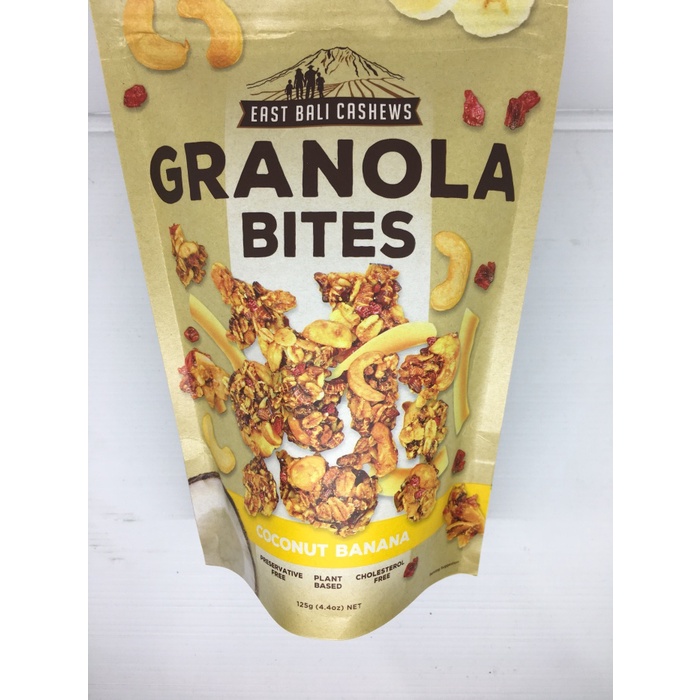 EAST BALI CASHEWS
GRANOLA
BITES
COCONUT BANANA
PRESERVATIVE
FREE
PLANT
BASED
CHOLESTEROL
FREE
125g (4.4oz) NET